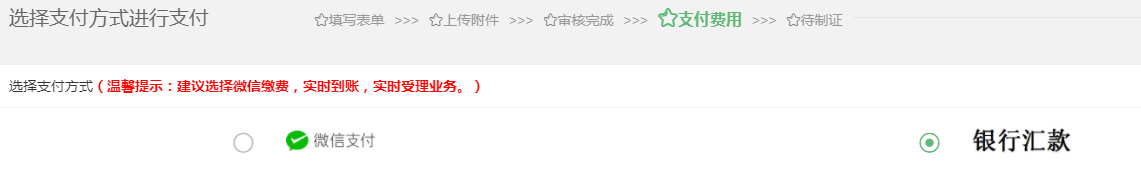 选择支付方式进行支付
填写表单 >>> 上传附件 >>> 审核完成 >>> 支付费用 >>> 待制证
选择支付方式（温馨提示：建议选择微信缴费，实时到账，实时受理业务。）
微信支付 银行汇款